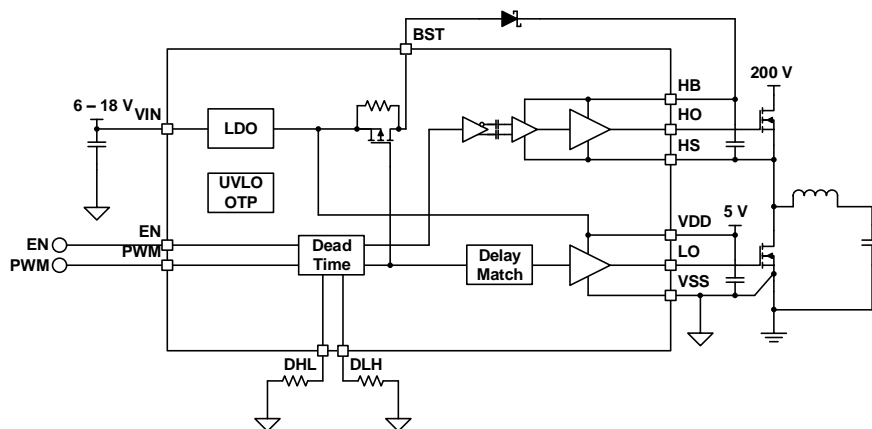 BST
200 V
6 – 18 V
VIN
LDO
HB
HO
HS
UVLO
OTP
5 V
EN
EN
PWM
PWM
Dead
Time
Delay
Match
VDD
LO
VSS
DHL
DLH